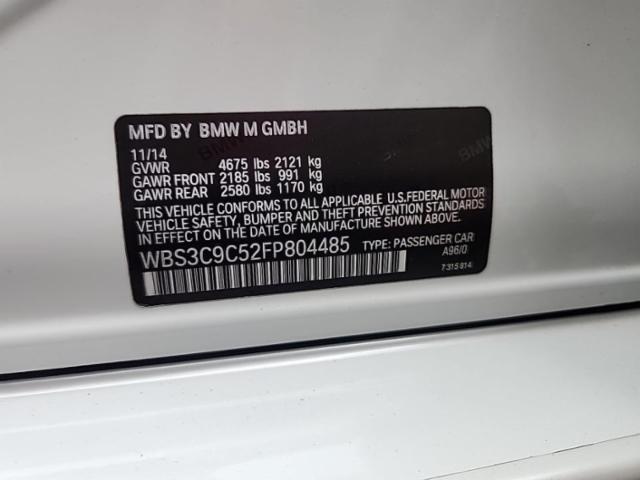 MFD BY BMW M GMBH
11/14
GVWR 4675 lbs 2121 kg
GAWR FRONT 2185 lbs 991 kg
GAWR REAR 2580 lbs 1170 kg
THIS VEHICLE CONFORMS TO ALL APPLICABLE U.S.FEDERAL MOTOR
VEHICLE SAFETY, BUMPER AND THEFT PREVENTION STANDARDS
IN EFFECT ON THE DATE OF MANUFACTURE SHOWN ABOVE.
WBS3C9C52FP804485 TYPE: PASSENGER CAR
A96/0
7 315 814